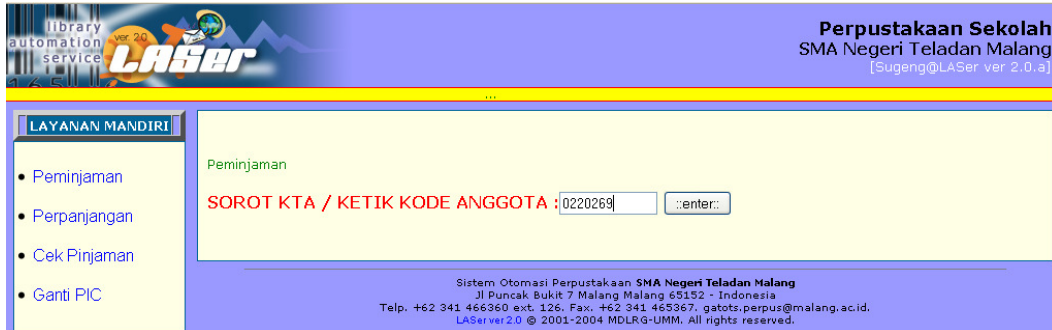 library
automation
service
ver. 2.0
LASer
Perpustakaan Sekolah
SMA Negeri Teladan Malang
[Sugeng@LASer ver 2.0.a]
,,,
LAYANAN MANDIRI
Peminjaman
Perpanjangan
Cek Pinjaman
Ganti PIC
Peminjaman
SOROT KTA / KETIK KODE ANGGOTA : 0220269 ::enter::
Sistem Otomasi Perpustakaan SMA Negeri Teladan Malang
Jl Puncak Bukit 7 Malang Malang 65152 - Indonesia
Telp. +62 341 466360 ext. 126. Fax. +62 341 465367. gatots.perpus@malang.ac.id.
LAServer2.0 @ 2001-2004 MDLRG-UMM. All rights reserved.